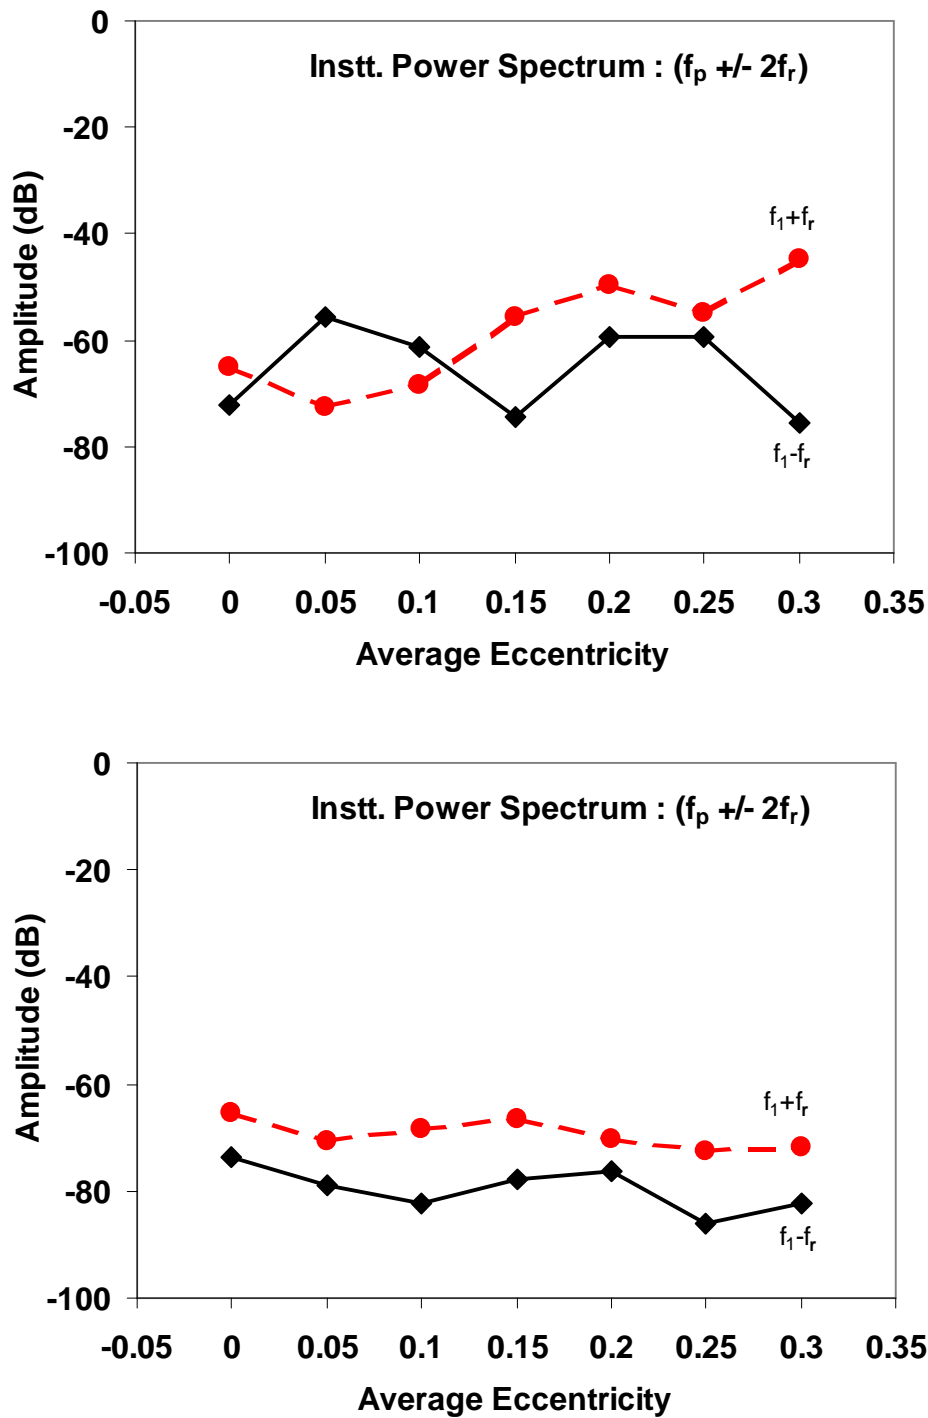 Instt. Power Spectrum : (fp +/- 2fr)
Amplitude (dB)
0
-20
-40
-60
-80
-100
f1+fr
f1-fr
-0.05 0 0.05 0.1 0.15 0.2 0.25 0.3 0.35
Average Eccentricity
Instt. Power Spectrum : (fp +/- 2fr)
Amplitude (dB)
0
-20
-40
-60
-80
-100
f1+fr
f1-fr
-0.05 0 0.05 0.1 0.15 0.2 0.25 0.3 0.35
Average Eccentricity